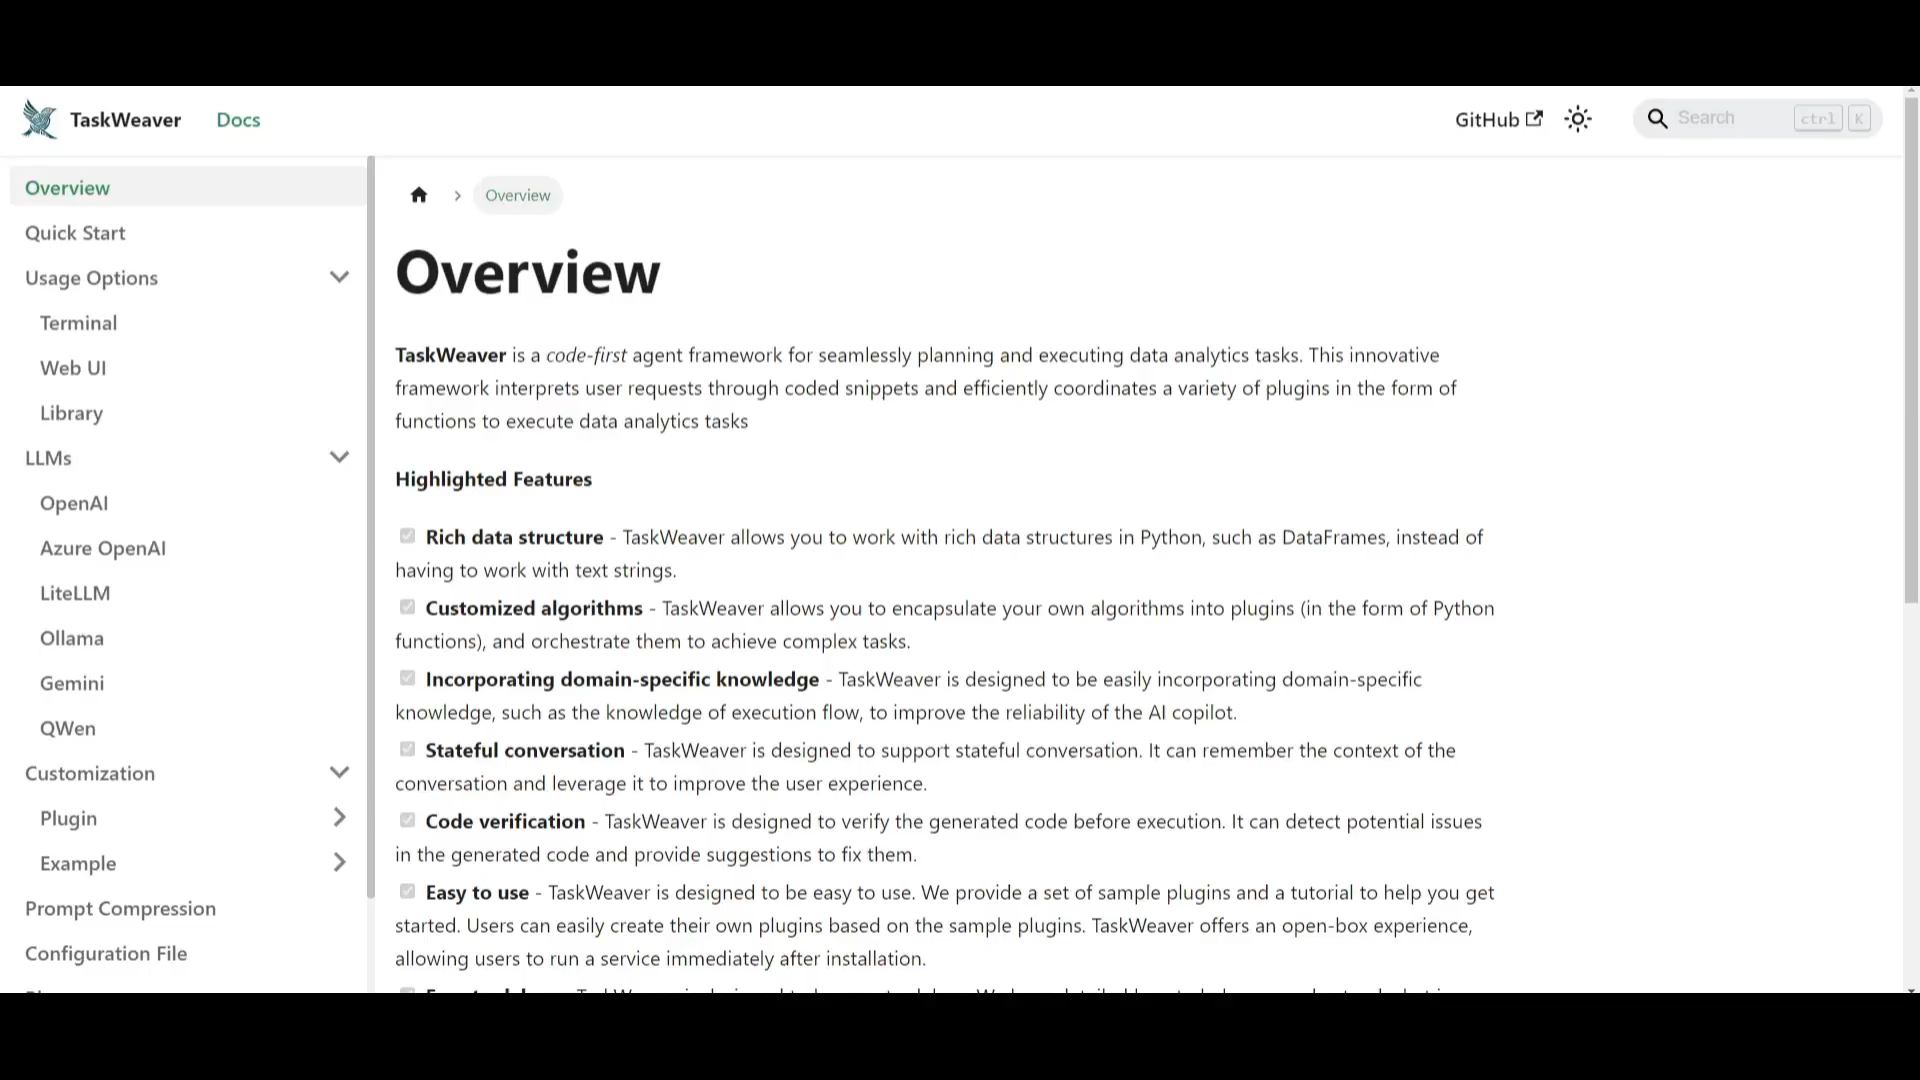 TaskWeaver
Docs
GitHub
Search
ctrl
K
Overview
Quick Start
Usage Options
Terminal
Web UI
Library
LLMs
OpenAI
Azure OpenAI
LiteLLM
Ollama
Gemini
QWen
Customization
Plugin
Example
Prompt Compression
Configuration File
Overview
Overview
TaskWeaver is a code-first agent framework for seamlessly planning and executing data analytics tasks. This innovative
framework interprets user requests through coded snippets and efficiently coordinates a variety of plugins in the form of
functions to execute data analytics tasks
Highlighted Features
Rich data structure - TaskWeaver allows you to work with rich data structures in Python, such as DataFrames, instead of
having to work with text strings.
Customized algorithms - TaskWeaver allows you to encapsulate your own algorithms into plugins (in the form of Python
functions), and orchestrate them to achieve complex tasks.
Incorporating domain-specific knowledge - TaskWeaver is designed to be easily incorporating domain-specific
knowledge, such as the knowledge of execution flow, to improve the reliability of the AI copilot.
Stateful conversation - TaskWeaver is designed to support stateful conversation. It can remember the context of the
conversation and leverage it to improve the user experience.
Code verification - TaskWeaver is designed to verify the generated code before execution. It can detect potential issues
in the generated code and provide suggestions to fix them.
Easy to use - TaskWeaver is designed to be easy to use. We provide a set of sample plugins and a tutorial to help you get
started. Users can easily create their own plugins based on the sample plugins. TaskWeaver offers an open-box experience,
allowing users to run a service immediately after installation.